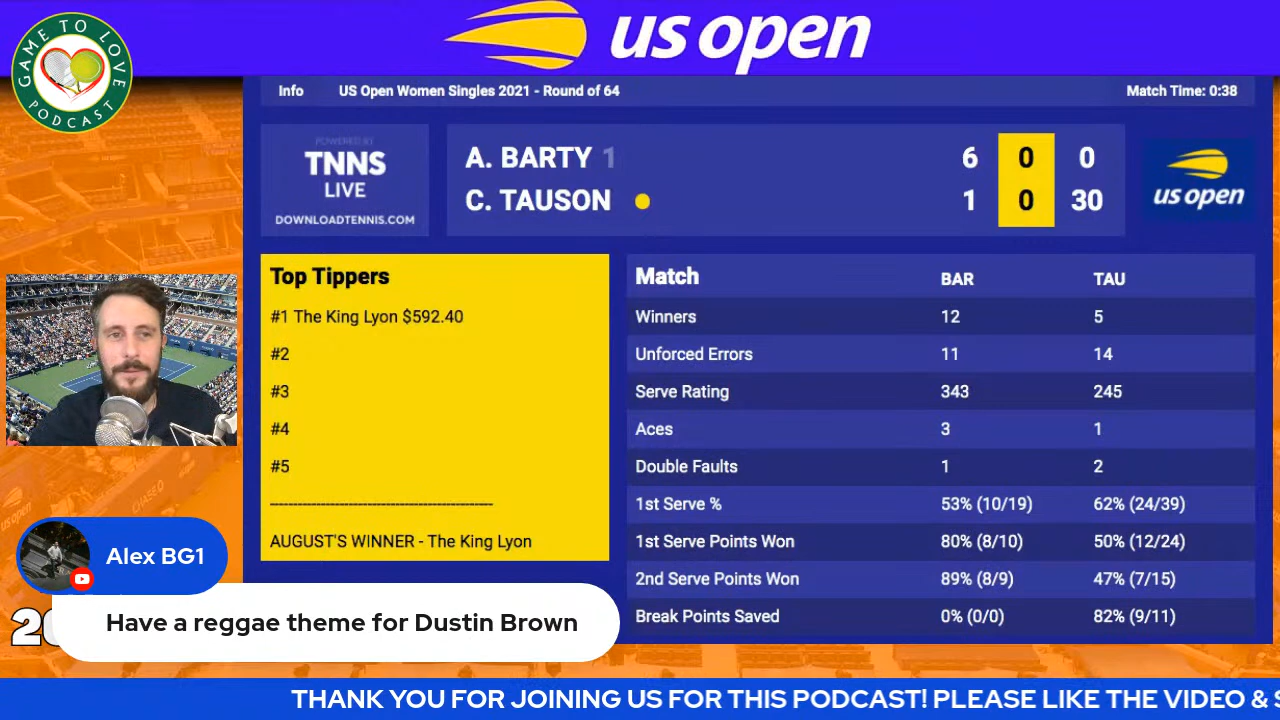 GAME TO LOVE
PODCAST
us open
Info US Open Women Singles 2021 - Round of 64 Match Time: 0:38
POWERED BY
TNNS
LIVE
DOWNLOADTENNIS.COM
A. BARTY 1 6 0 0
C. TAUSON 1 0 30
us open
Top Tippers
#1 The King Lyon $592.40
#2
#3
#4
#5
----------------------------------------------
AUGUST'S WINNER - The King Lyon
Match BAR TAU
Winners 12 5
Unforced Errors 11 14
Serve Rating 343 245
Aces 3 1
Double Faults 1 2
1st Serve % 53% (10/19) 62% (24/39)
1st Serve Points Won 80% (8/10) 50% (12/24)
2nd Serve Points Won 89% (8/9) 47% (7/15)
Break Points Saved 0% (0/0) 82% (9/11)
CHASE
us open
Alex BG1
Have a reggae theme for Dustin Brown
THANK YOU FOR JOINING US FOR THIS PODCAST! PLEASE LIKE THE VIDEO &